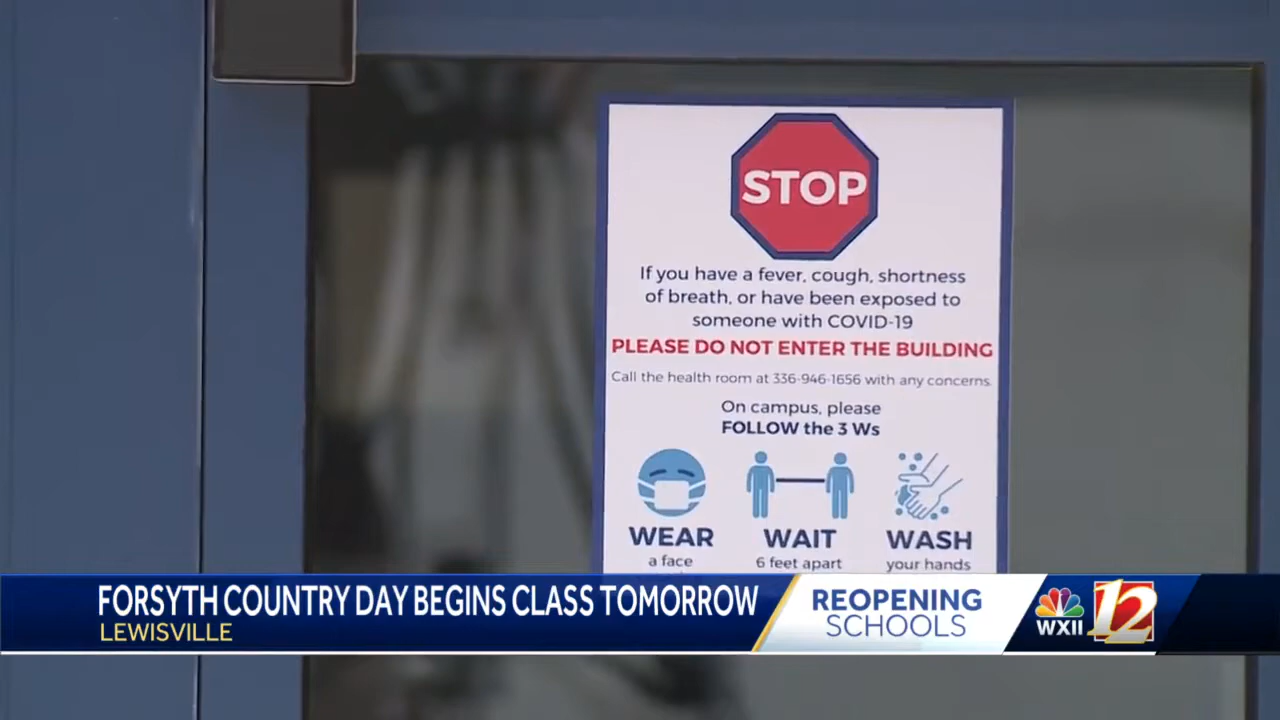 STOP
If you have a fever, cough, shortness
of breath, or have been exposed to
someone with COVID-19
PLEASE DO NOT ENTER THE BUILDING
Call the health room at 336-946-1656 with any concerns.
On campus, please
FOLLOW the 3 Ws
WEAR
a face
WAIT
6 feet apart
WASH
your hands
FORSYTH COUNTRY DAY BEGINS CLASS TOMORROW
LEWISVILLE
REOPENING
SCHOOLS
WXII 12